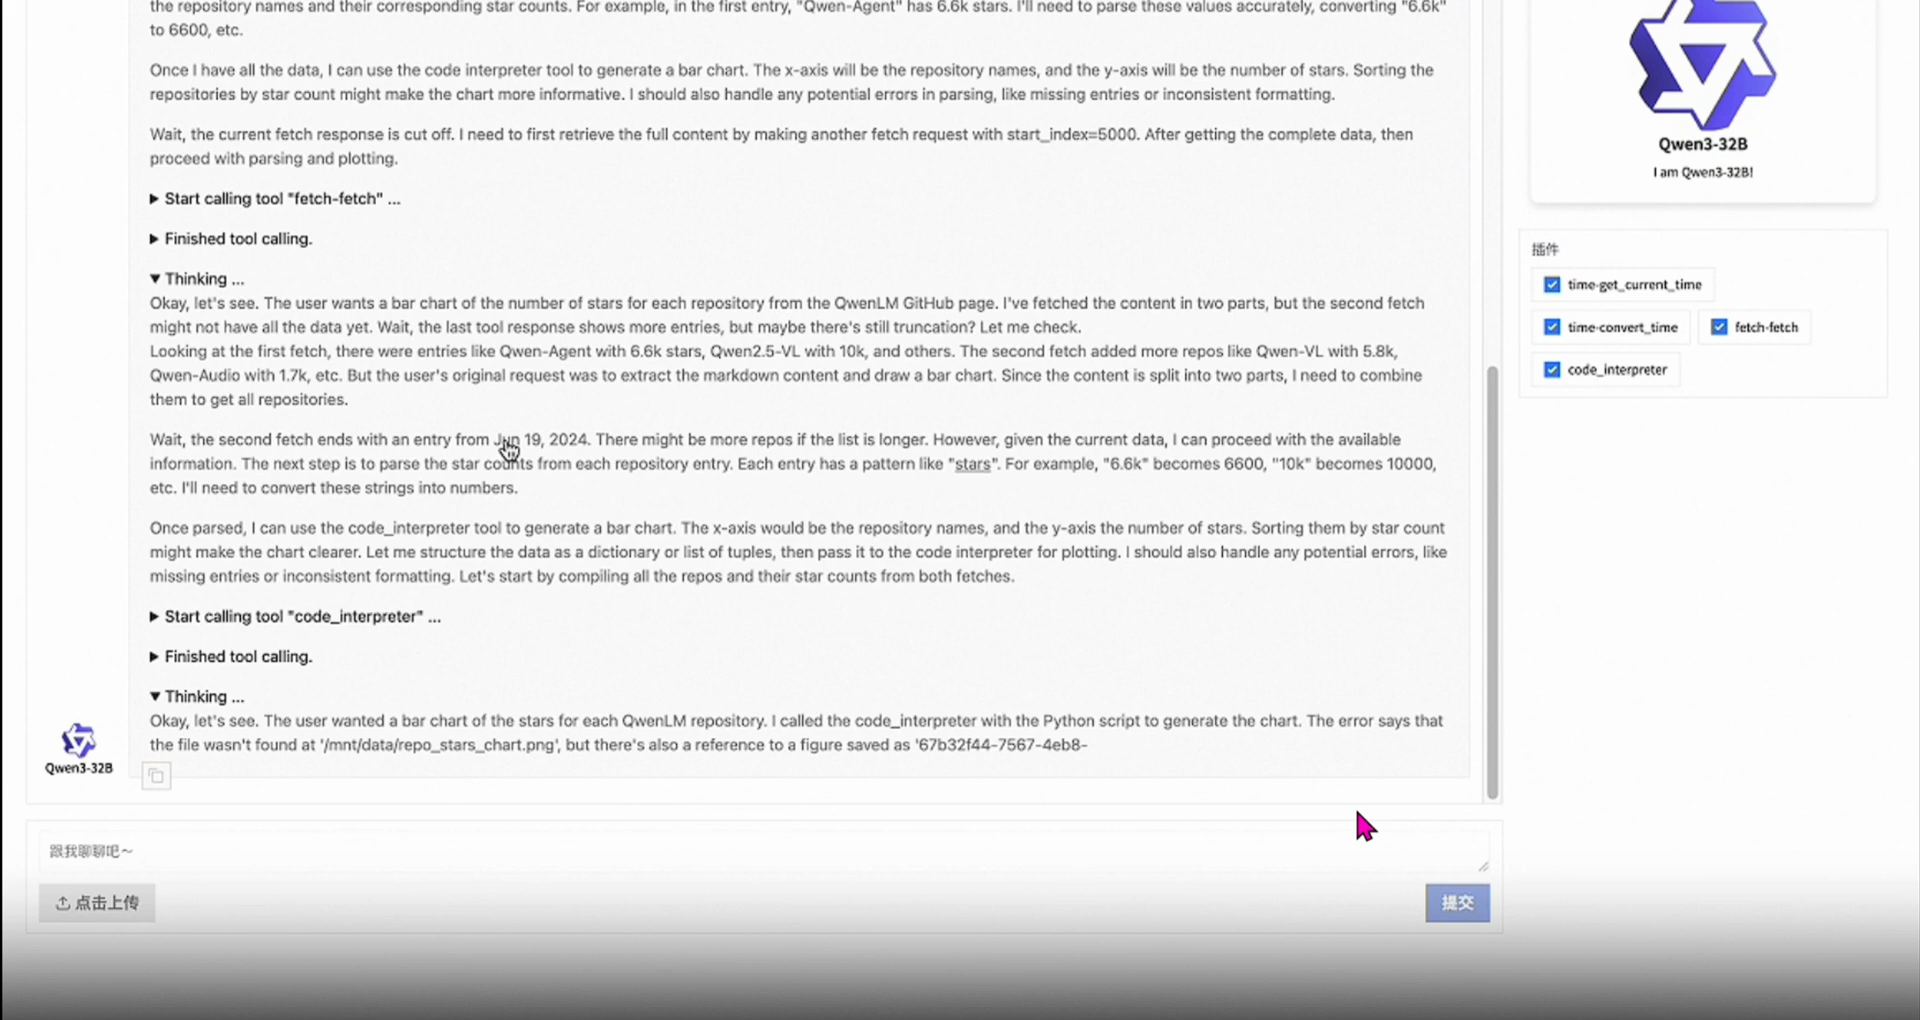 the repository names and their corresponding star counts. For example, in the first entry, "Qwen-Agent" has 6.6k stars. I'll need to parse these values accurately, converting "6.6k"
to 6600, etc.
Once I have all the data, I can use the code interpreter tool to generate a bar chart. The x-axis will be the repository names, and the y-axis will be the number of stars. Sorting the
repositories by star count might make the chart more informative. I should also handle any potential errors in parsing, like missing entries or inconsistent formatting.
Wait, the current fetch response is cut off. I need to first retrieve the full content by making another fetch request with start_index=5000. After getting the complete data, then
proceed with parsing and plotting.
▶ Start calling tool "fetch-fetch" ...
▶ Finished tool calling.
▼ Thinking ...
Okay, let's see. The user wants a bar chart of the number of stars for each repository from the QwenLM GitHub page. I've fetched the content in two parts, but the second fetch
might not have all the data yet. Wait, the last tool response shows more entries, but maybe there's still truncation? Let me check.
Looking at the first fetch, there were entries like Qwen-Agent with 6.6k stars, Qwen2.5-VL with 10k, and others. The second fetch added more repos like Qwen-VL with 5.8k,
Qwen-Audio with 1.7k, etc. But the user's original request was to extract the markdown content and draw a bar chart. Since the content is split into two parts, I need to combine
them to get all repositories.
Wait, the second fetch ends with an entry from Jun 19, 2024. There might be more repos if the list is longer. However, given the current data, I can proceed with the available
information. The next step is to parse the star counts from each repository entry. Each entry has a pattern like "stars". For example, "6.6k" becomes 6600, "10k" becomes 10000,
etc. I'll need to convert these strings into numbers.
Once parsed, I can use the code_interpreter tool to generate a bar chart. The x-axis would be the repository names, and the y-axis the number of stars. Sorting them by star count
might make the chart clearer. Let me structure the data as a dictionary or list of tuples, then pass it to the code interpreter for plotting. I should also handle any potential errors, like
missing entries or inconsistent formatting. Let's start by compiling all the repos and their star counts from both fetches.
▶ Start calling tool "code_interpreter" ...
▶ Finished tool calling.
▼ Thinking ...
Okay, let's see. The user wanted a bar chart of the stars for each QwenLM repository. I called the code_interpreter with the Python script to generate the chart. The error says that
the file wasn't found at '/mnt/data/repo_stars_chart.png', but there's also a reference to a figure saved as '67b32f44-7567-4eb8-
Qwen3-32B
跟我聊聊吧～
点击上传
提交
Qwen3-32B
I am Qwen3-32B!
插件
time-get_current_time
time-convert_time
fetch-fetch
code_interpreter